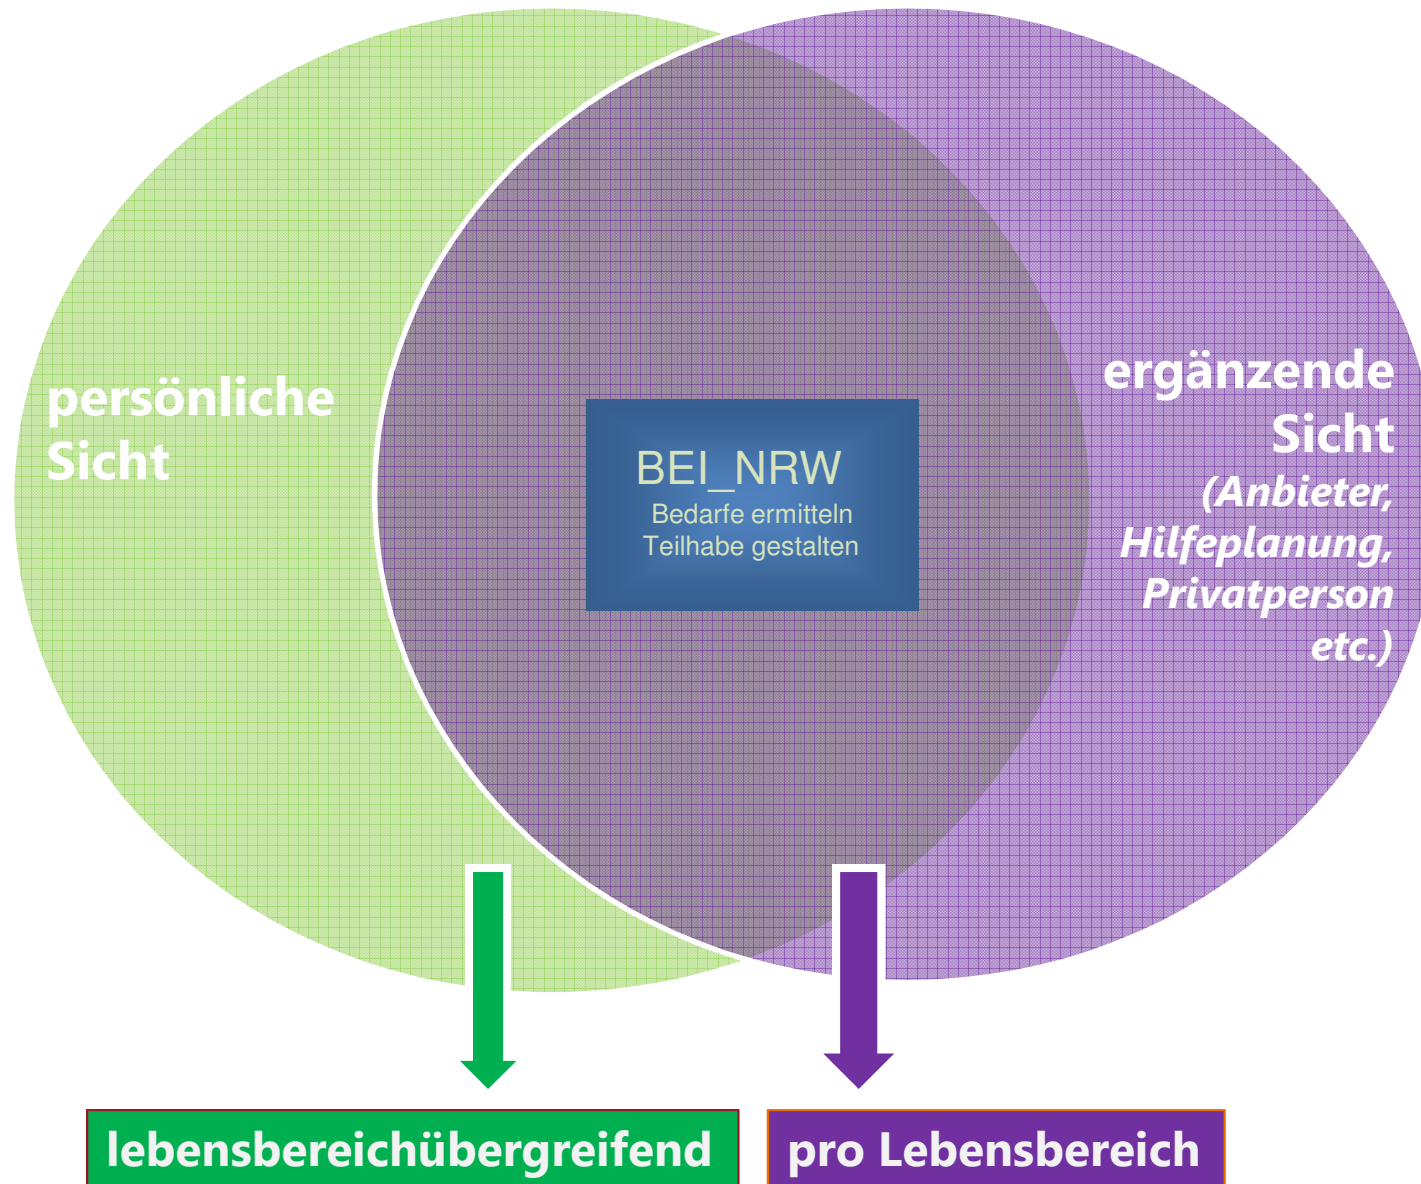 persönliche
Sicht
BEI_NRW
Bedarfe ermitteln
Teilhabe gestalten
ergänzende
Sicht
(Anbieter,
Hilfeplanung,
Privatperson
etc.)
lebensbereichübergreifend
pro Lebensbereich